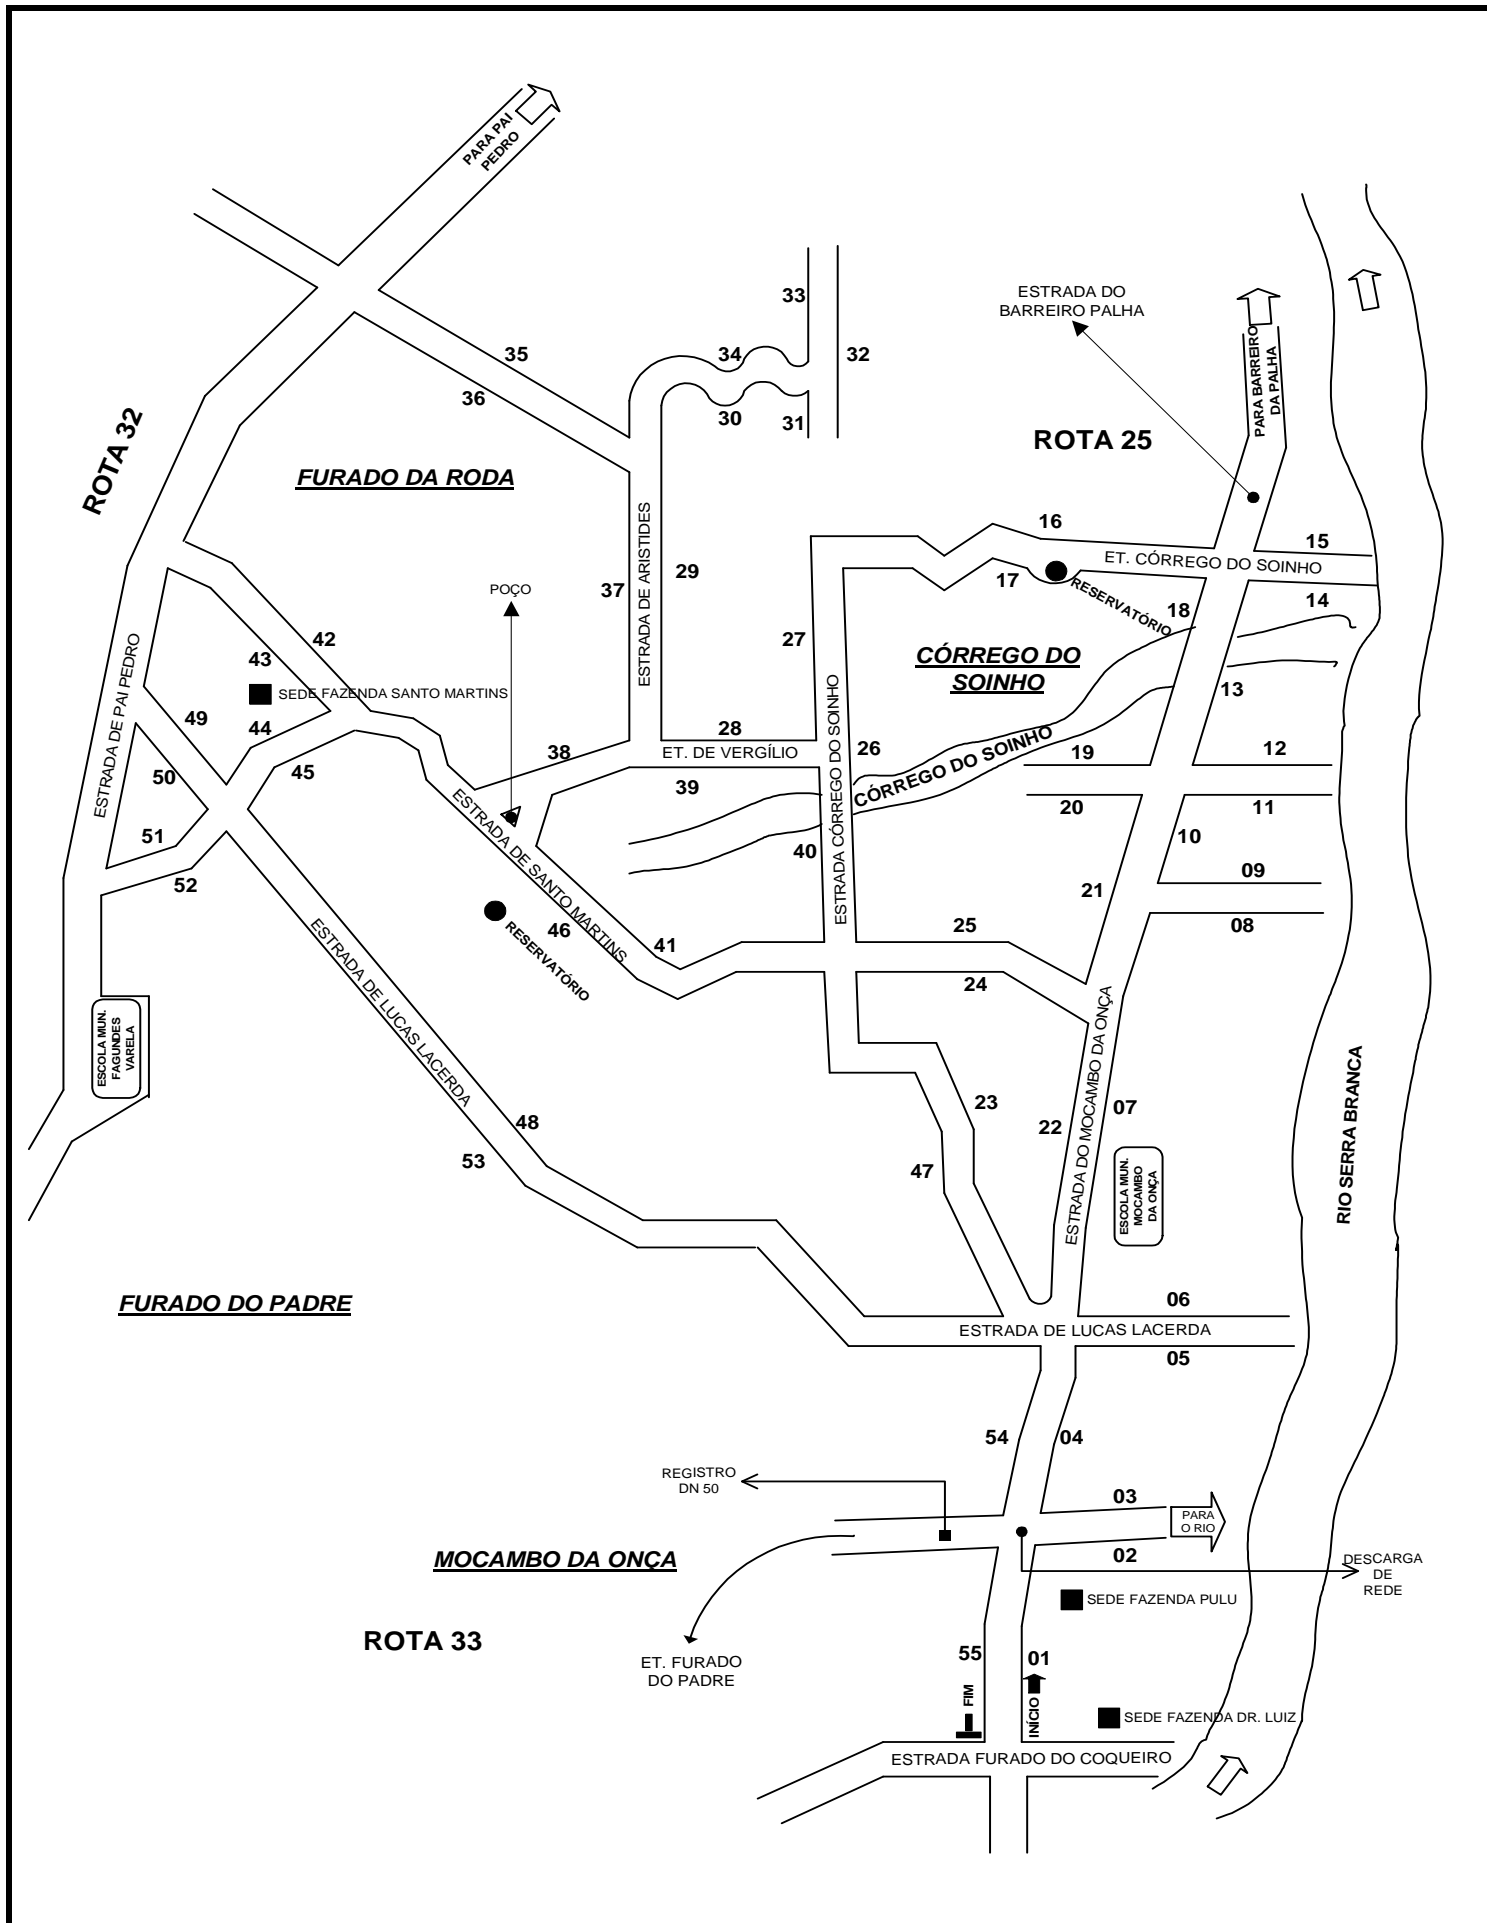 PARA PAI
PEDRO
33
34
32
35
36
30
31
ESTRADA DO
BARREIRO PALHA
PARA BARREIRO
DA PALHA
ROTA 32
ROTA 25
FURADO DA RODA
ESTRADA DE ARISTIDES
37
29
POÇO
16
15
ET. CÓRREGO DO SOINHO
17
RESERVATÓRIO
18
14
27
CÓRREGO DO
SOINHO
42
43
SEDE FAZENDA SANTO MARTINS
ESTRADA DE PAI PEDRO
49
44
45
50
51
52
28
ET. DE VERGÍLIO
38
39
26
ESTRADA CÓRREGO DO SOINHO
CÓRREGO DO SOINHO
13
19
12
20
11
10
40
09
21
08
ESTRADA DE SANTO MARTINS
46
41
RESERVATÓRIO
25
24
ESTRADA DE LUCAS LACERDA
ESCOLA MUN.
FAGUNDES
VARELA
48
53
23
22
47
ESTRADA DO MOCAMBO DA ONÇA
07
ESCOLA MUN.
MOCAMBO
DA ONÇA
RIO SERRA BRANCA
FURADO DO PADRE
06
ESTRADA DE LUCAS LACERDA
05
54
04
REGISTRO
DN 50
03
PARA
O RIO
02
MOCAMBO DA ONÇA
DESCARGA
DE
REDE
SEDE FAZENDA PULU
ROTA 33
ET. FURADO
DO PADRE
55
01
FIM
INÍCIO
SEDE FAZENDA DR. LUIZ
ESTRADA FURADO DO COQUEIRO